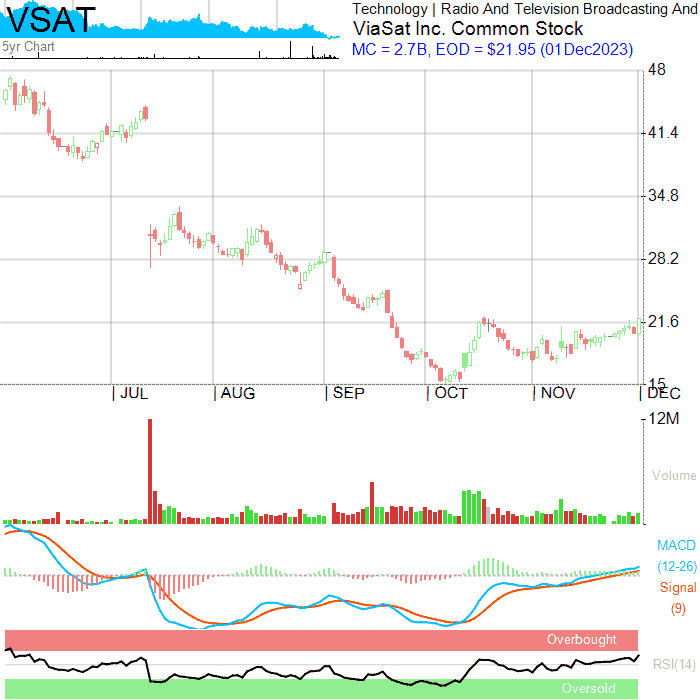 VSAT
5yr Chart
Technology | Radio And Television Broadcasting And
ViaSat Inc. Common Stock
MC = 2.7B, EOD = $21.95 (01Dec2023)
48
41.4
34.8
28.2
21.6
15
| JUL | AUG | SEP | OCT | NOV | DEC
12M
Volume
MACD
(12-26)
Signal
(9)
Overbought
RSI(14)
Oversold